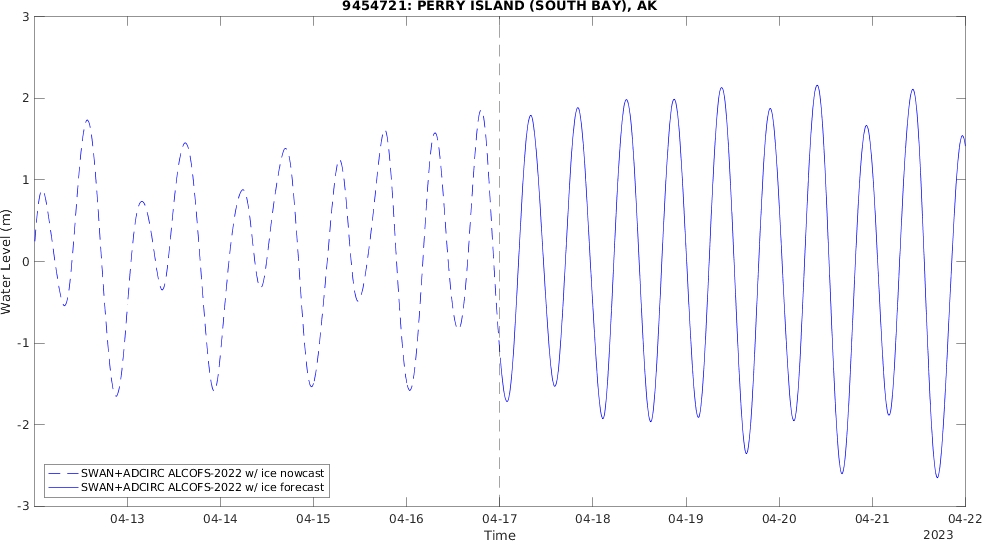 9454721: PERRY ISLAND (SOUTH BAY), AK
3
2
1
0
-1
-2
-3
Water Level (m)
SWAN+ADCIRC ALCOFS-2022 w/ ice nowcast
SWAN+ADCIRC ALCOFS-2022 w/ ice forecast
04-13 04-14 04-15 04-16 04-17 04-18 04-19 04-20 04-21 04-22
Time
2023